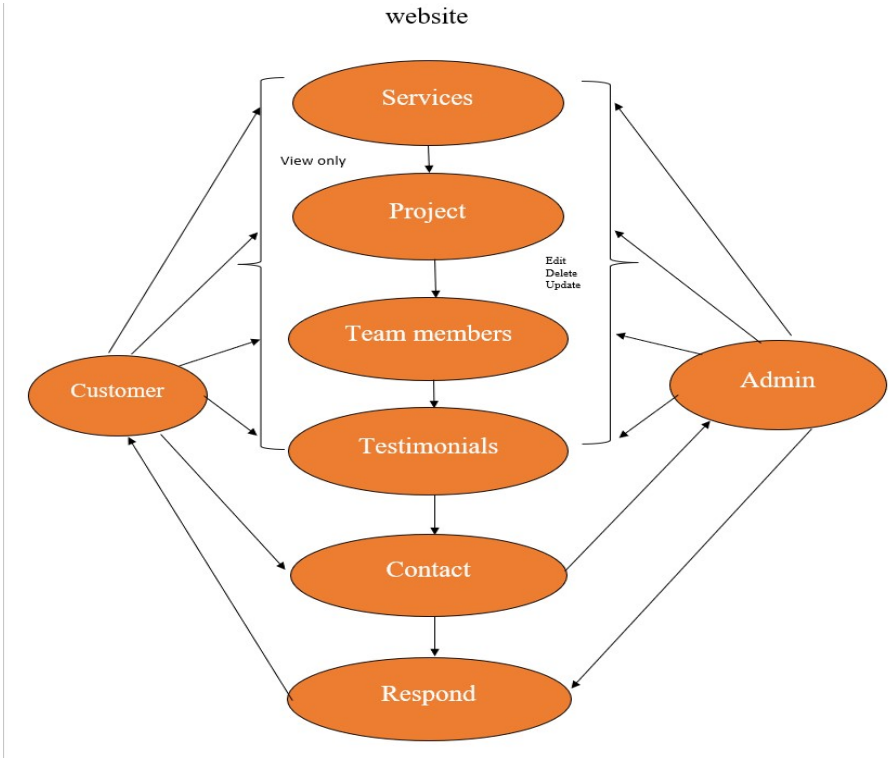 website
Services
View only
Project
Edit
Delete
Update
Team members
Customer
Admin
Testimonials
Contact
Respond